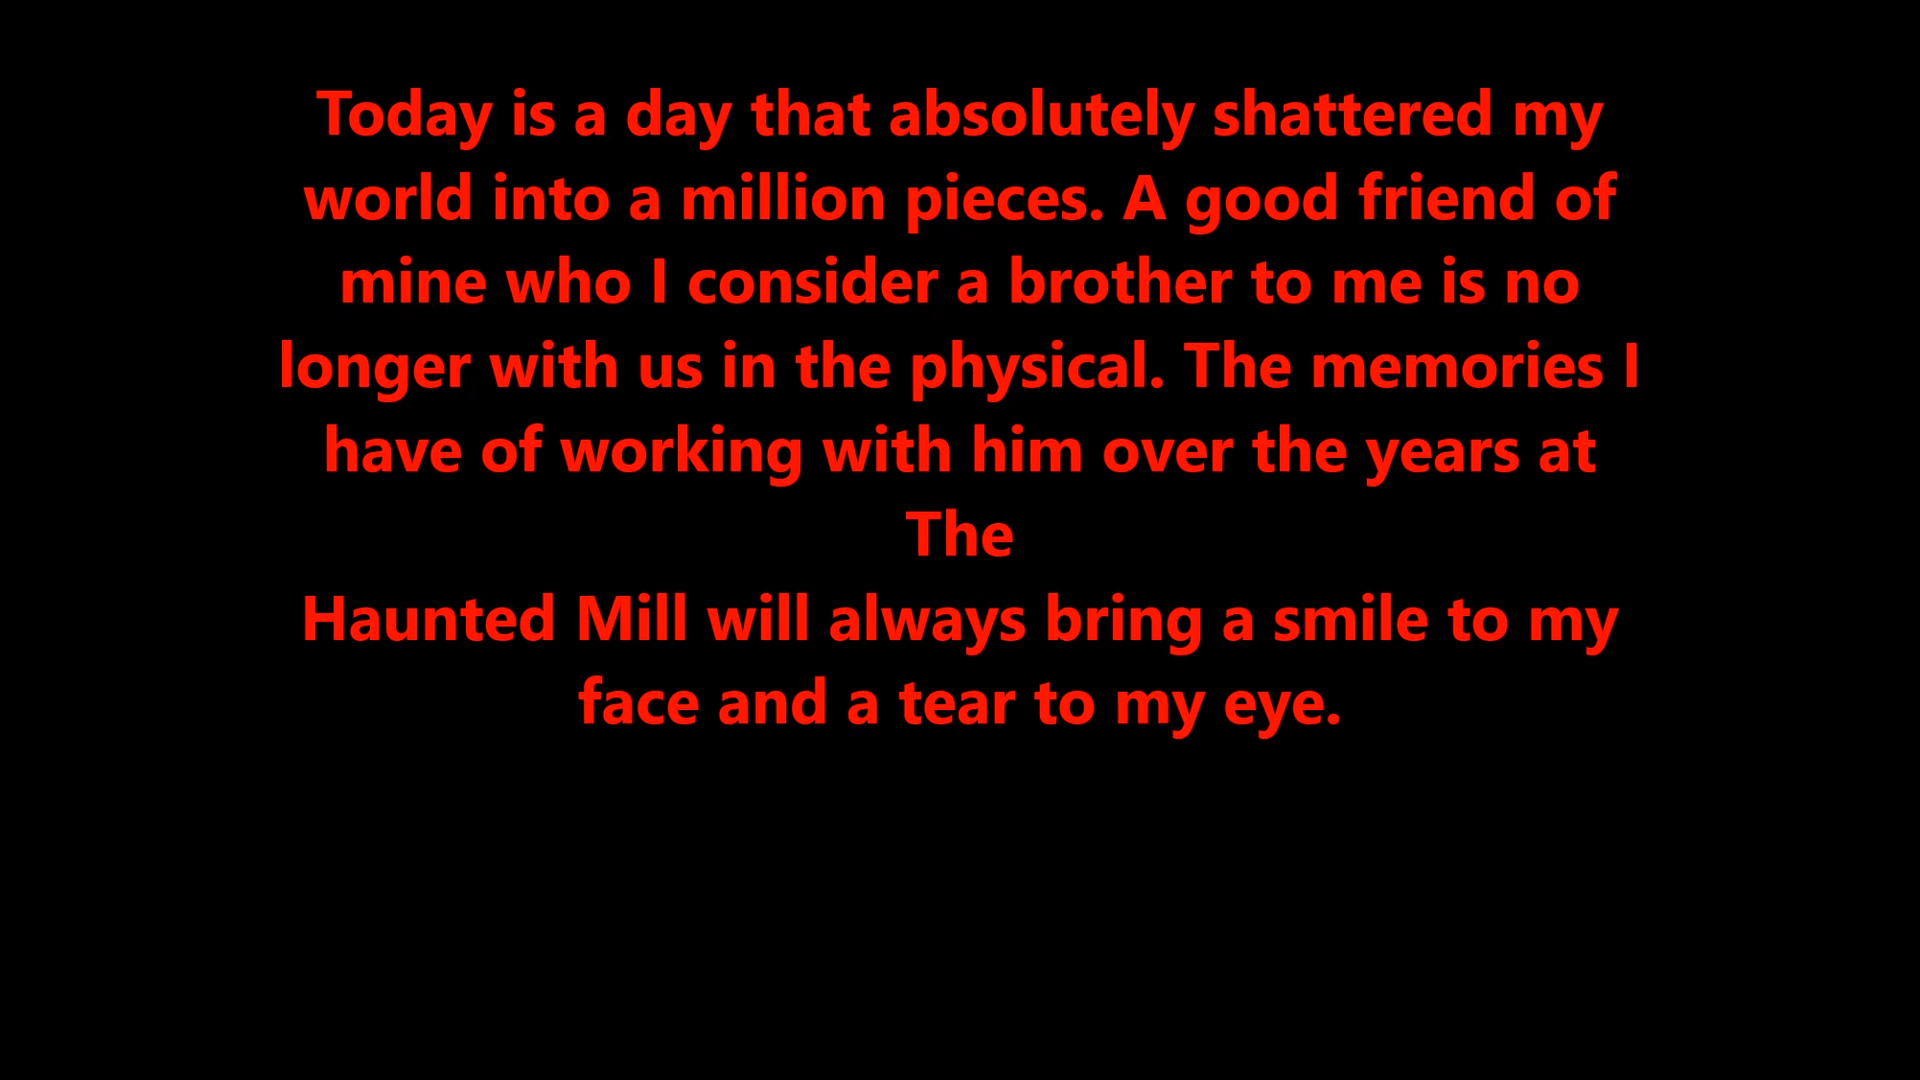 Today is a day that absolutely shattered my
world into a million pieces. A good friend of
mine who I consider a brother to me is no
longer with us in the physical. The memories I
have of working with him over the years at
The
Haunted Mill will always bring a smile to my
face and a tear to my eye.